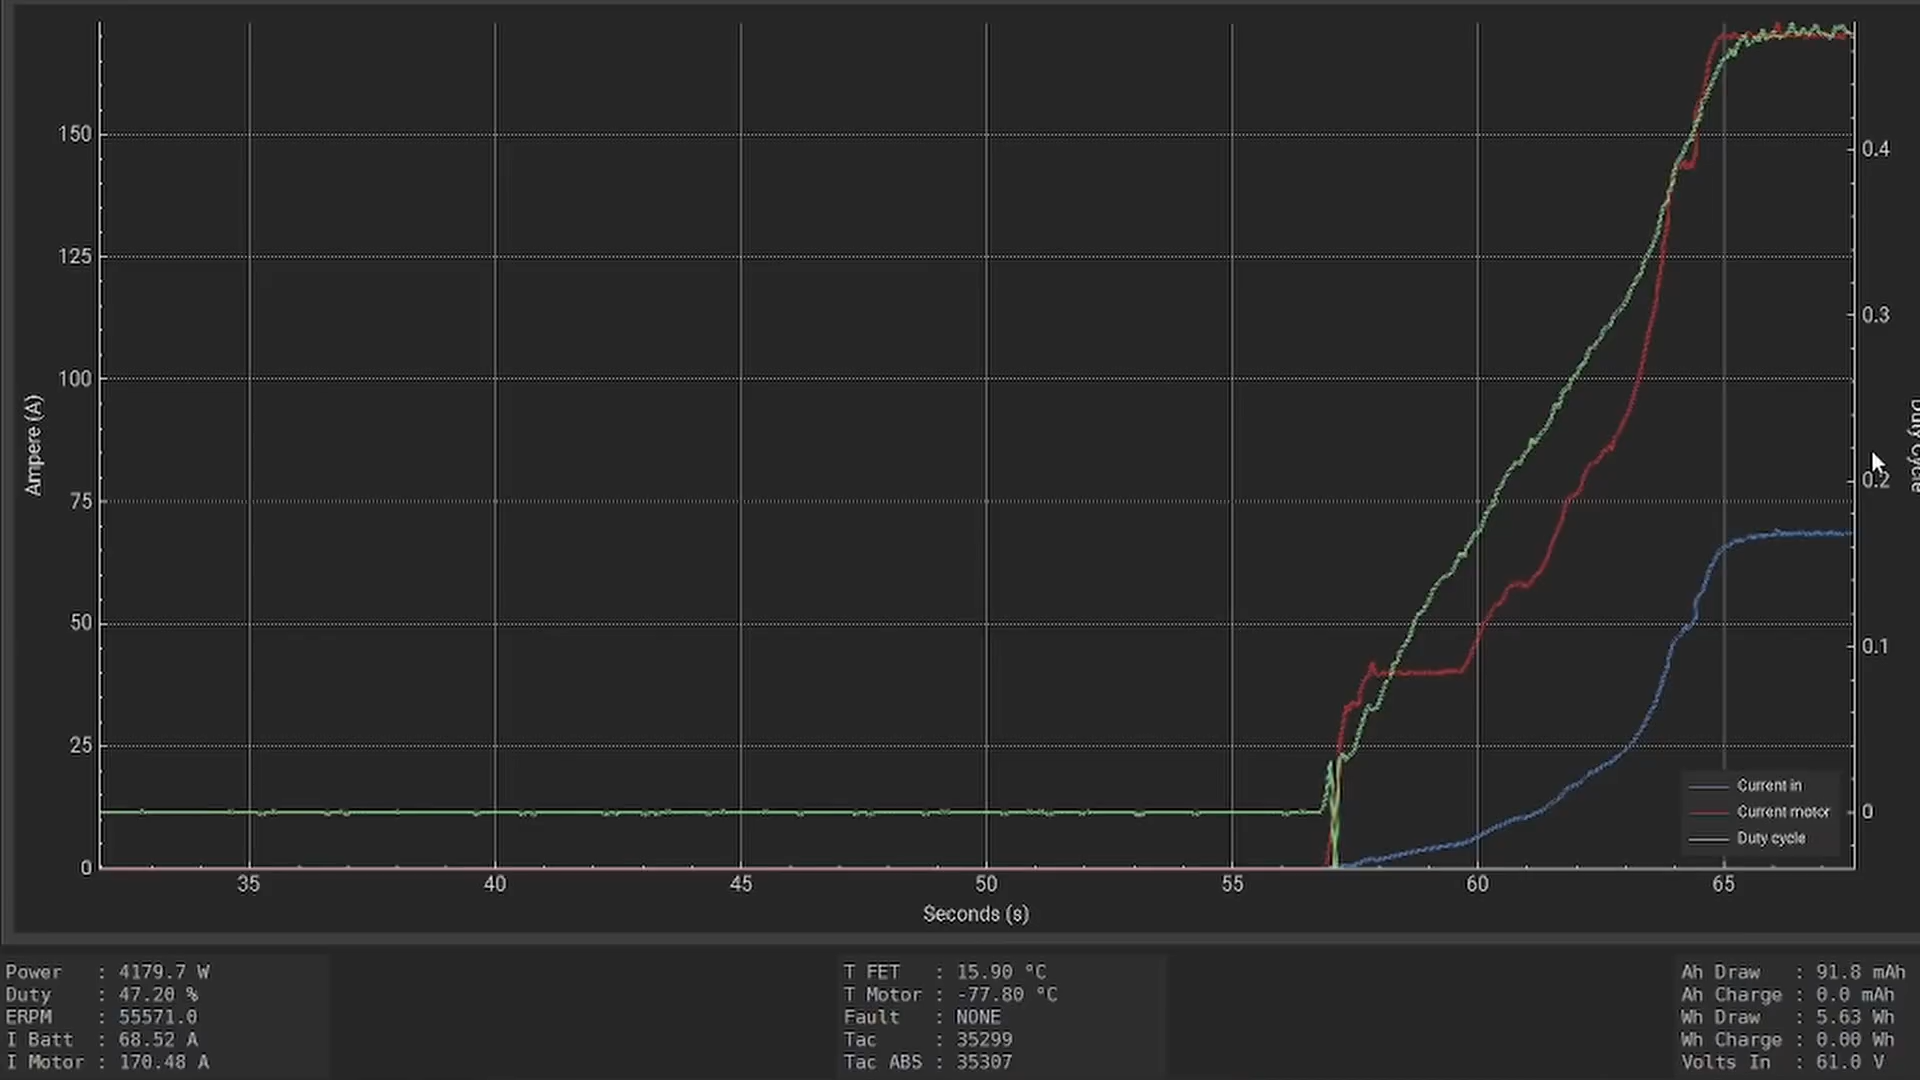 150
125
100
75
50
25
0
Ampere (A)
0.4
0.3
0.2
0.1
0
Duty Cycle
Current in
Current motor
Duty cycle
35 40 45 50 55 60 65
Seconds (s)
Power : 4179.7 W
Duty : 47.20 %
ERPM : 55571.0
I Batt : 68.52 A
I Motor : 170.48 A
T FET : 15.90 °C
T Motor : -77.80 °C
Fault : NONE
Tac : 35299
Tac ABS : 35307
Ah Draw : 91.8 mAh
Ah Charge : 0.0 mAh
Wh Draw : 5.63 Wh
Wh Charge : 0.00 Wh
Volts In : 61.0 V